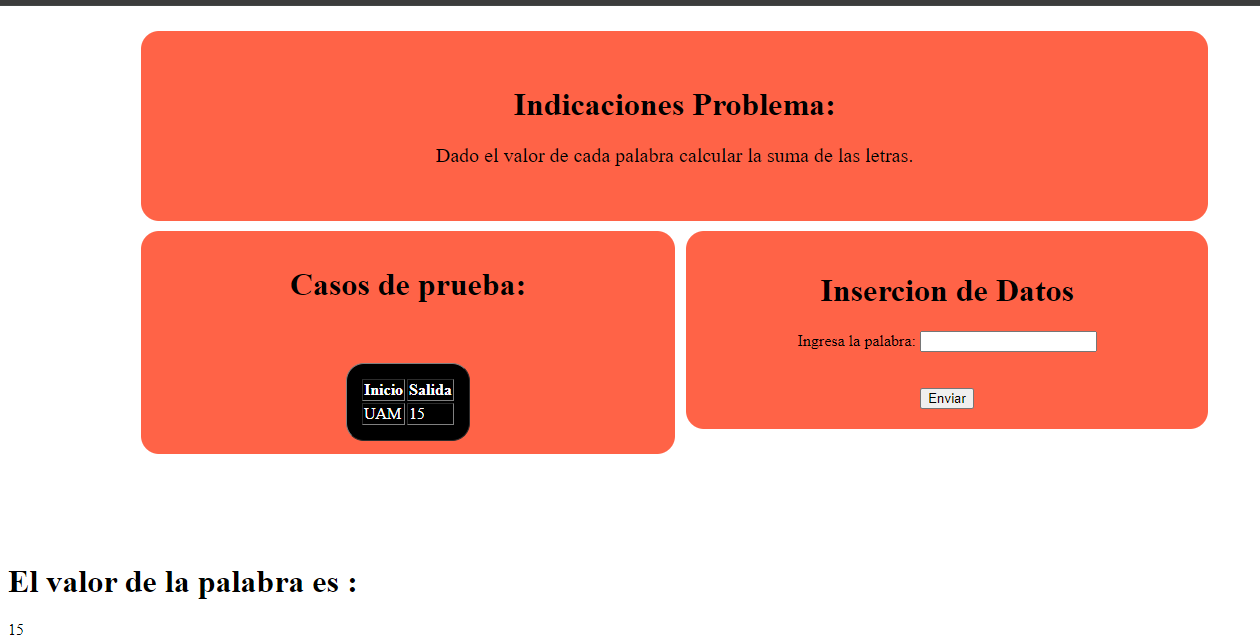 Indicaciones Problema:
Dado el valor de cada palabra calcular la suma de las letras.
Casos de prueba:
Inicio Salida
UAM 15
Insercion de Datos
Ingresa la palabra:
Enviar
El valor de la palabra es :
15